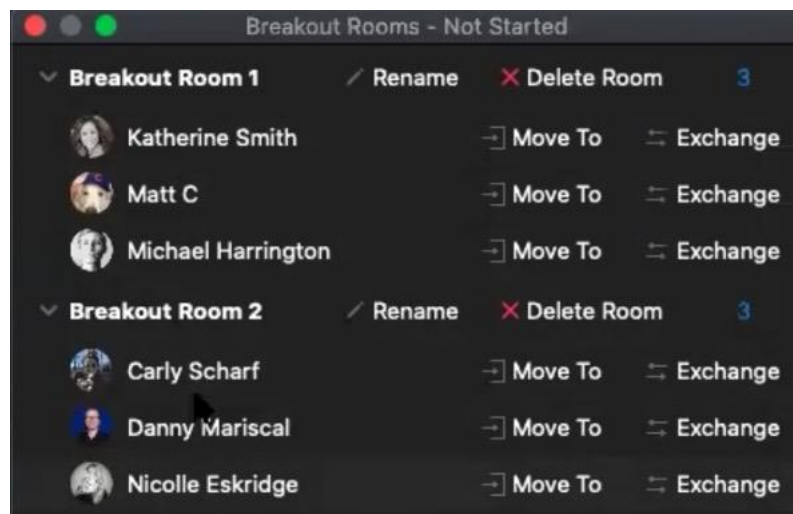 Breakout Rooms - Not Started
Breakout Room 1 Rename Delete Room 3
Katherine Smith Move To Exchange
Matt C Move To Exchange
Michael Harrington Move To Exchange
Breakout Room 2 Rename Delete Room 3
Carly Scharf Move To Exchange
Danny Mariscal Move To Exchange
Nicolle Eskridge Move To Exchange